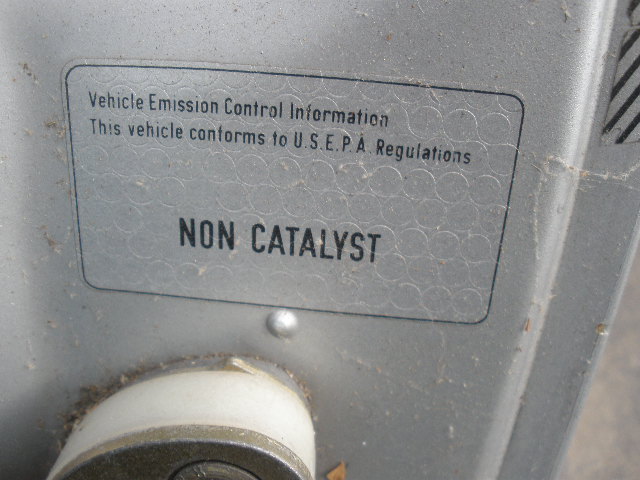 Vehicle Emission Control Information
This vehicle conforms to U.S.E.P.A. Regulations
NON CATALYST